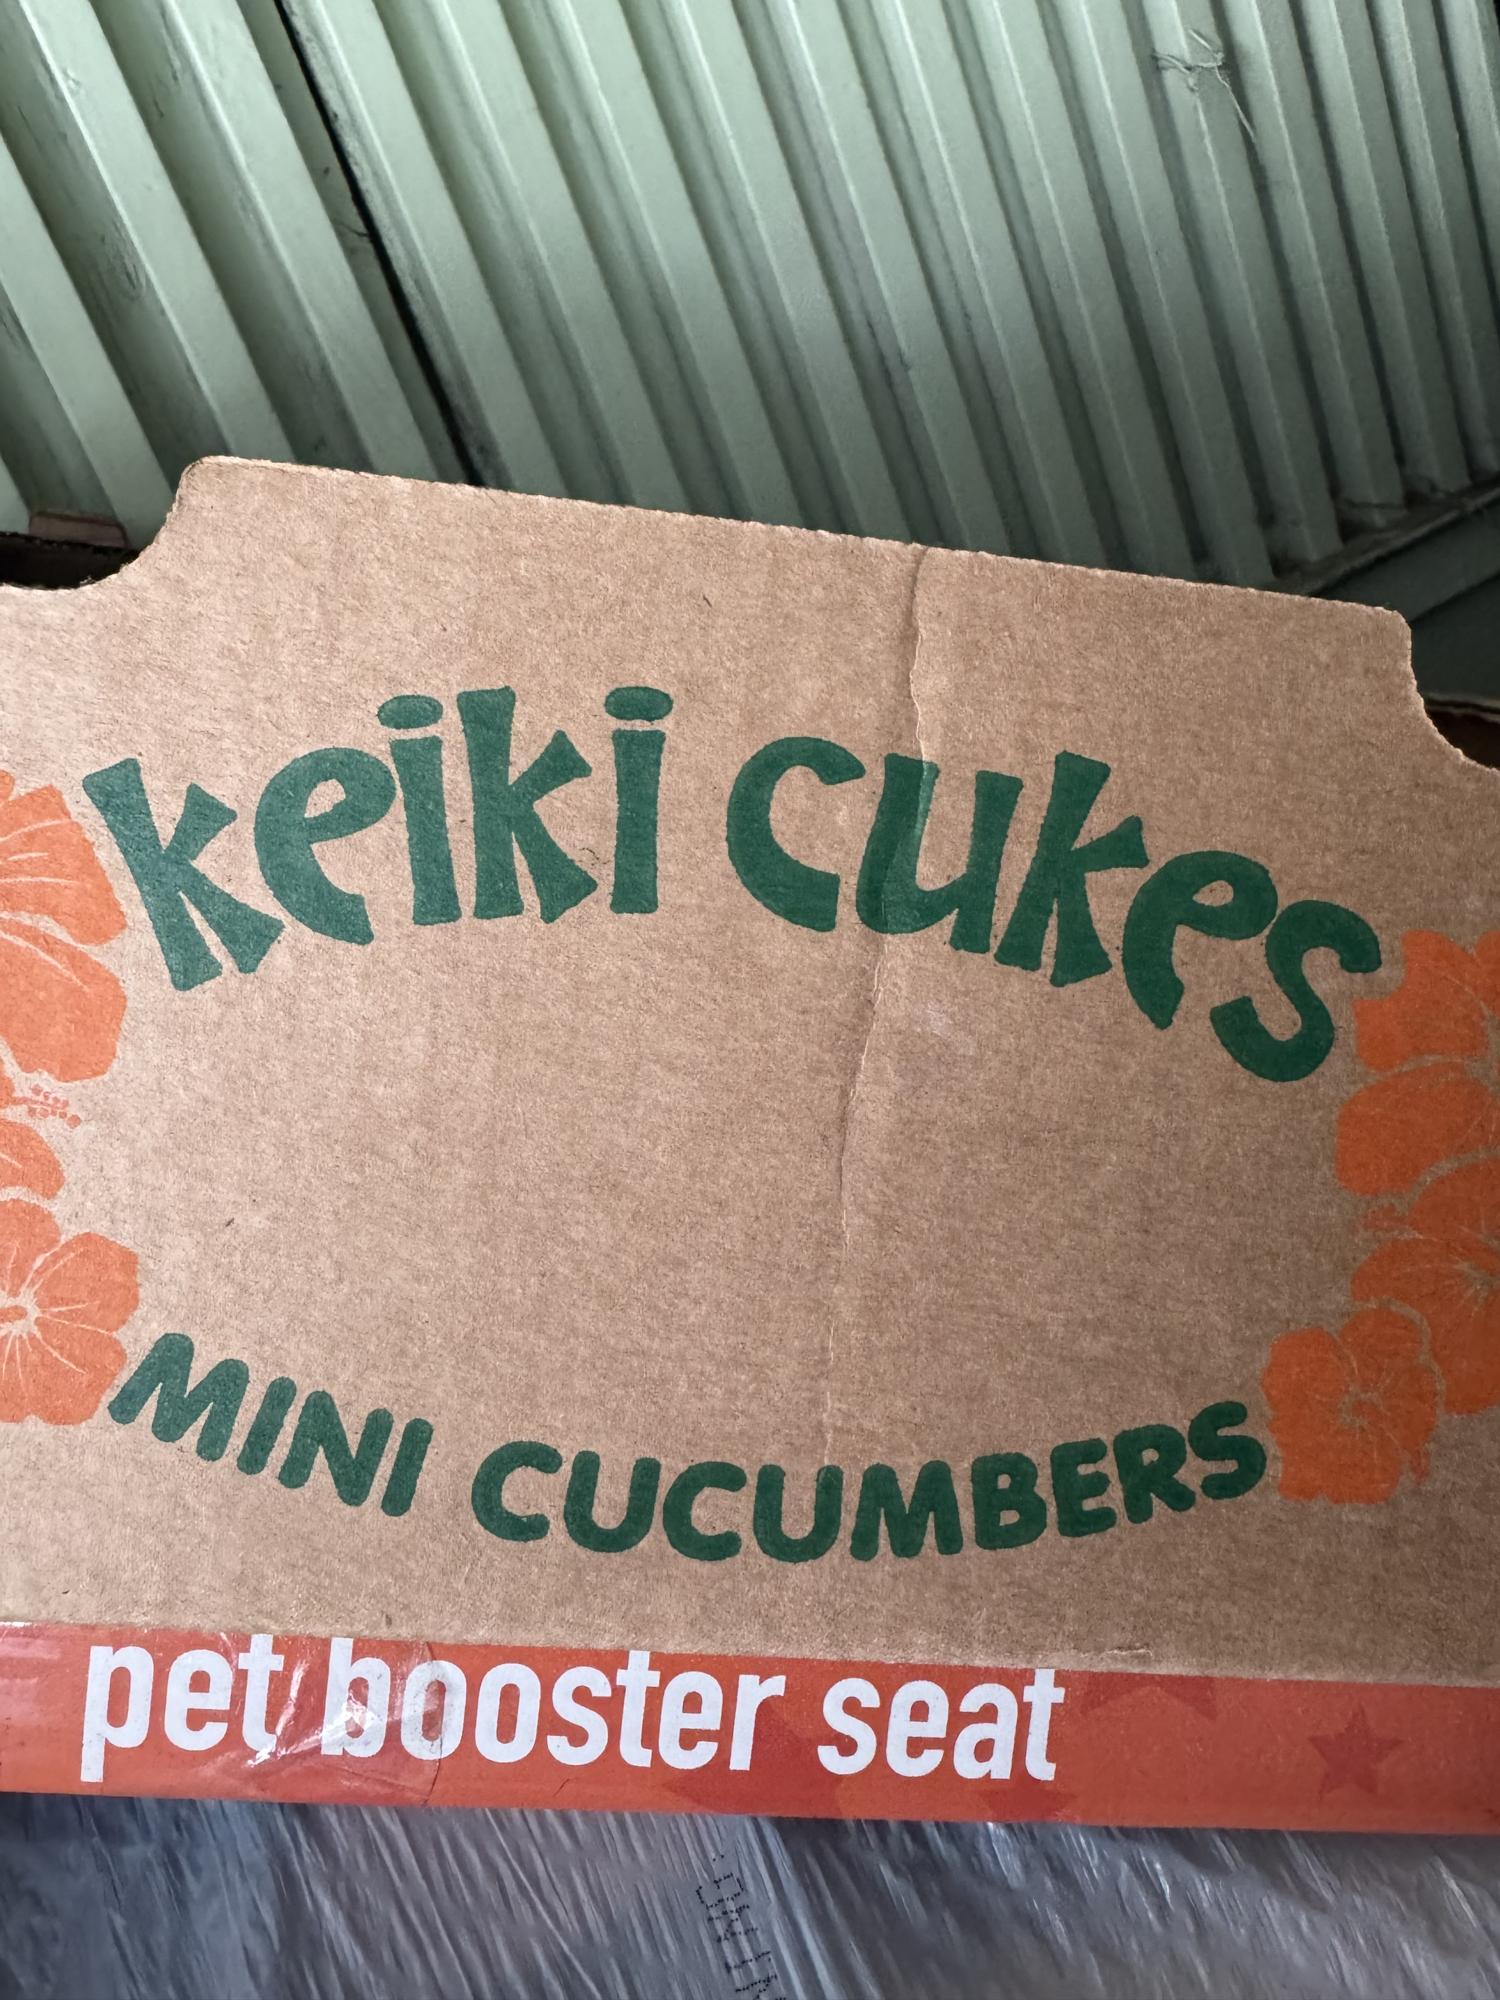 keiki cukes
MINI CUCUMBERS
pet booster seat